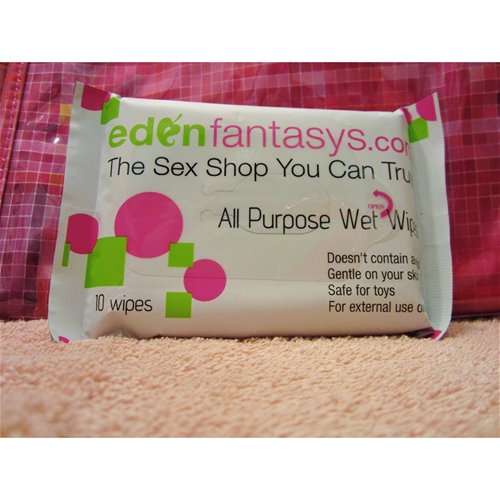 edenfantasys.com
The Sex Shop You Can Tru
OPEN
All Purpose Wet Wip
Doesn't contain a
Gentle on your sk
Safe for toys
For external use o
10 wipes